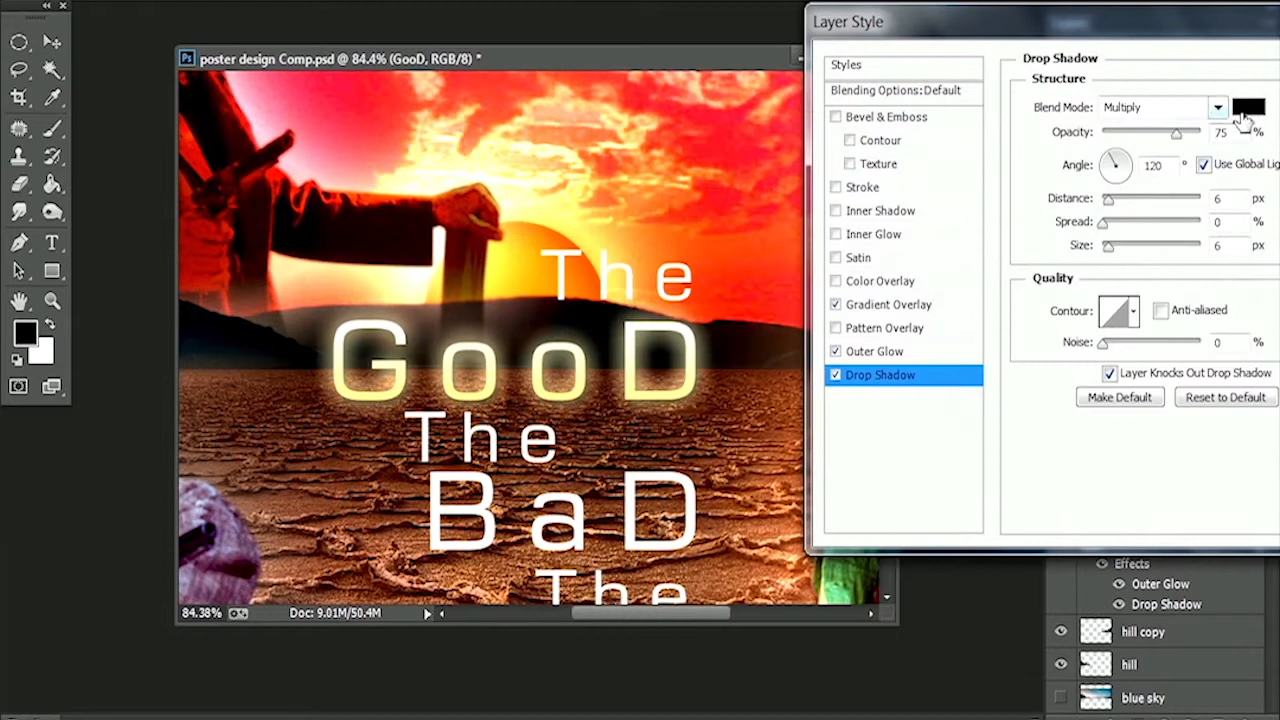 Layer Style
poster design Comp.psd @ 84.4% (GooD, RGB/8) *
Styles
Blending Options:Default
Bevel & Emboss
Contour
Texture
Stroke
Inner Shadow
Inner Glow
Satin
Color Overlay
Gradient Overlay
Pattern Overlay
Outer Glow
Drop Shadow
Drop Shadow
Structure
Blend Mode: Multiply
Opacity: 75 %
Angle: 120 ° Use Global
Distance: 6 px
Spread: 0 %
Size: 6 px
Quality
Contour: Anti-aliased
Noise: 0 %
Layer Knocks Out Drop Shadow
Make Default Reset to Default
The
GooD
The
BaD
The
84.38% Doc: 9.01M/50.4M
Effects
Outer Glow
Drop Shadow
hill copy
hill
blue sky